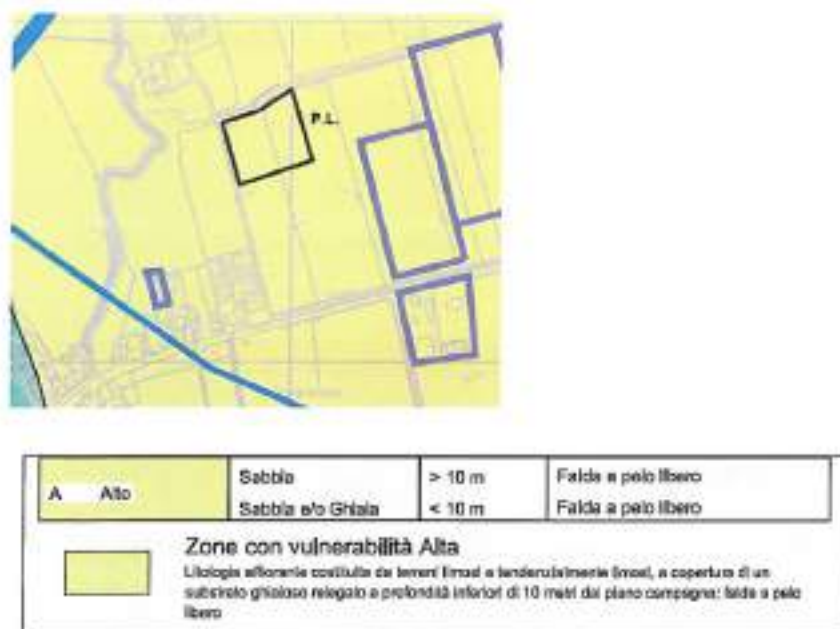 P.L.
A Alto Sabbia > 10 m Falda a pelo libero
Sabbia e/o Ghiaia < 10 m Falda a pelo libero
Zone con vulnerabilità Alta
Litologia affiorante costituita da terreni limosi e tendenzialmente limosi, a copertura di un
substrato ghiaioso relegato a profondità inferiori di 10 metri dal piano campagna; falda a pelo
libero